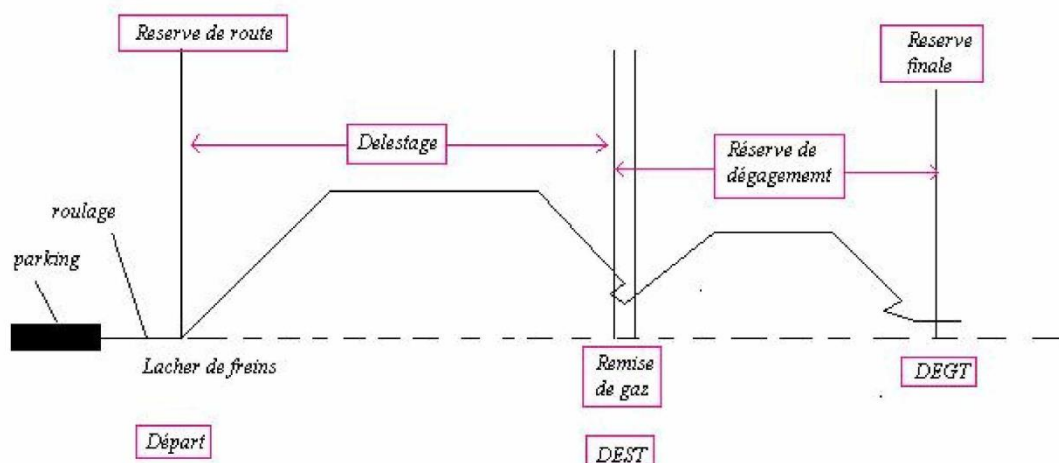 Reserve de route
Reserve
finale
Delestage
Réserve de
dégagememt
roulage
parking
Lacher de freins
Remise
de gaz
DEGT
Départ
DEST